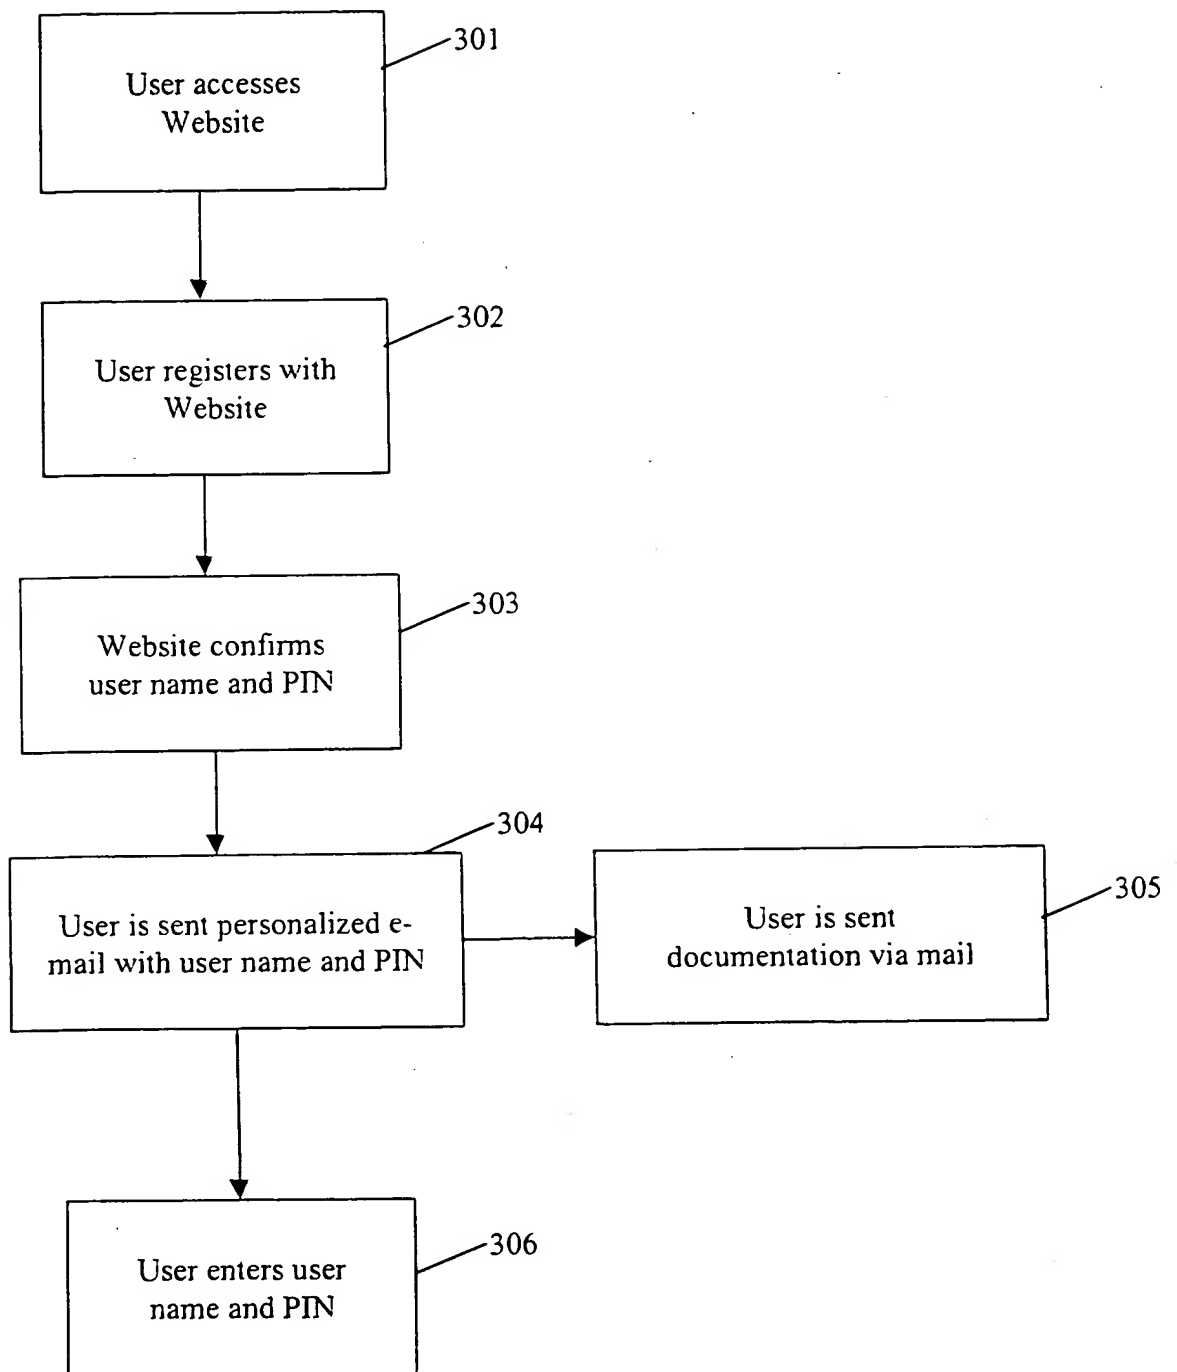 301
User accesses
Website
302
User registers with
Website
303
Website confirms
user name and PIN
304
User is sent personalized e-
mail with user name and PIN
305
User is sent
documentation via mail
306
User enters user
name and PIN